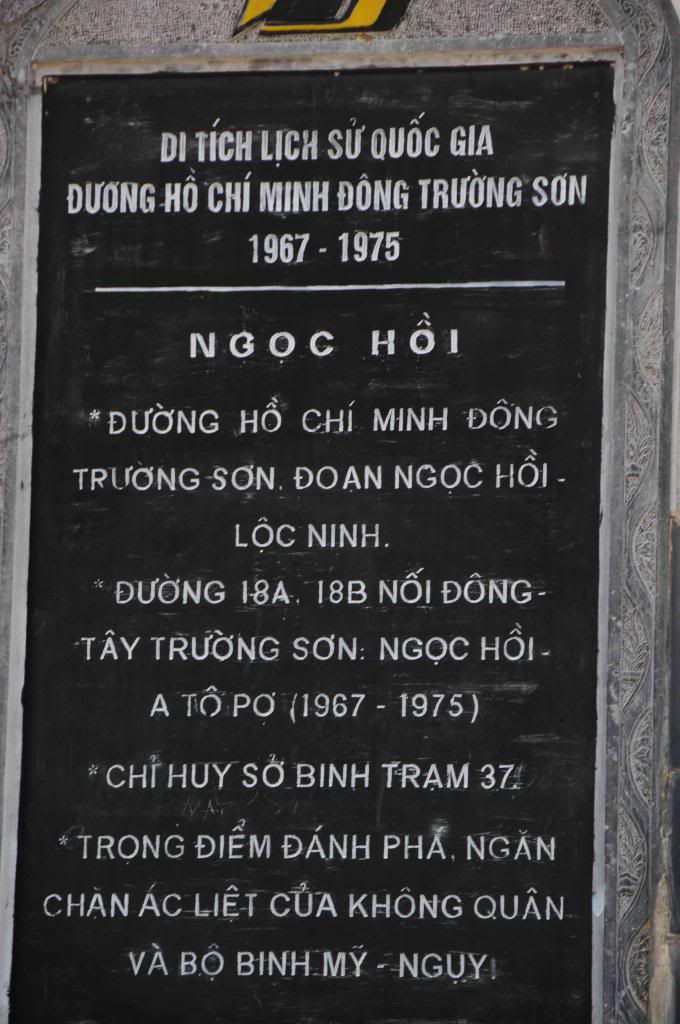 DI TÍCH LỊCH SỬ QUỐC GIA
ĐƯỜNG HỒ CHÍ MINH ĐÔNG TRƯỜNG SƠN
1967 - 1975
NGỌC HỒI
*ĐƯỜNG HỒ CHÍ MINH ĐÔNG
TRƯỜNG SƠN. ĐOẠN NGỌC HỒI -
LỘC NINH.
* ĐƯỜNG 18A. 18B NỐI ĐÔNG-
TÂY TRƯỜNG SƠN: NGỌC HỒI-
A TÔ PƠ (1967 - 1975)
*CHỈ HUY SỞ BINH TRẠM 37.
*TRỌNG ĐIỂM ĐÁNH PHÁ, NGĂN
CHẶN ÁC LIỆT CỦA KHÔNG QUÂN
VÀ BỘ BINH MỸ - NGỤY.